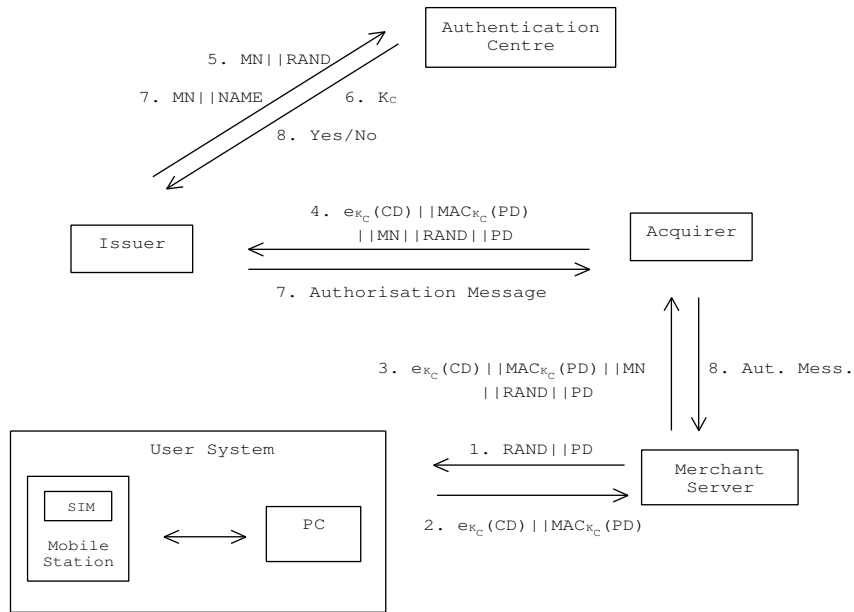 Authentication
Centre
5. MN||RAND
7. MN||NAME
6. Kc
8. Yes/No
4. eKC(CD)||MACKC(PD)
||MN||RAND||PD
Issuer
Acquirer
7. Authorisation Message
3. eKC(CD)||MACKC(PD)||MN
||RAND||PD
8. Aut. Mess.
User System
1. RAND||PD
Merchant
Server
SIM
PC
2. eKC(CD)||MACKC(PD)
Mobile
Station